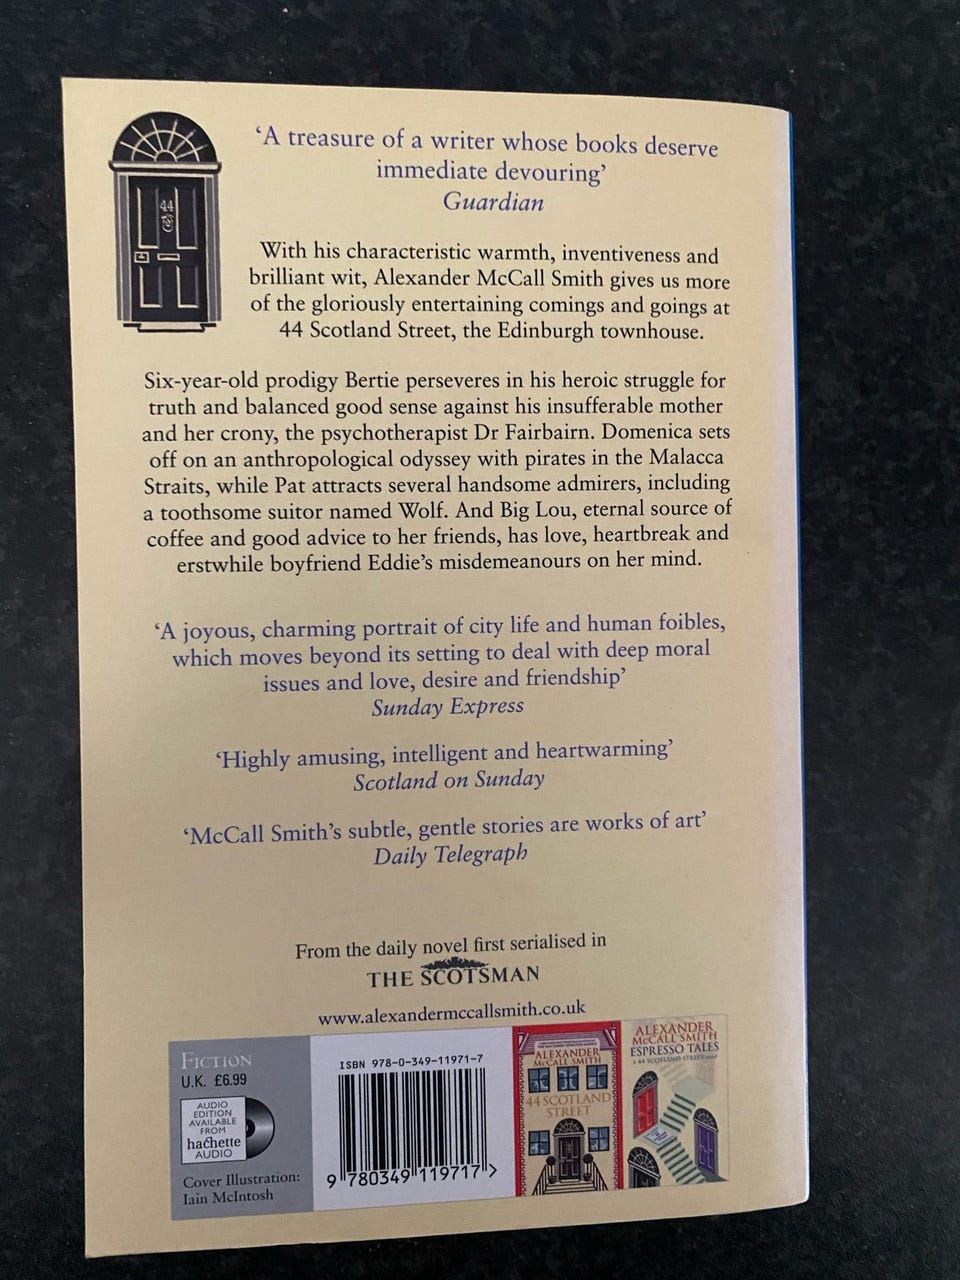 44
'A treasure of a writer whose books deserve
immediate devouring'
Guardian
With his characteristic warmth, inventiveness and
brilliant wit, Alexander McCall Smith gives us more
of the gloriously entertaining comings and goings at
44 Scotland Street, the Edinburgh townhouse.
Six-year-old prodigy Bertie perseveres in his heroic struggle for
truth and balanced good sense against his insufferable mother
and her crony, the psychotherapist Dr Fairbairn. Domenica sets
off on an anthropological odyssey with pirates in the Malacca
Straits, while Pat attracts several handsome admirers, including
a toothsome suitor named Wolf. And Big Lou, eternal source of
coffee and good advice to her friends, has love, heartbreak and
erstwhile boyfriend Eddie's misdemeanours on her mind.
'A joyous, charming portrait of city life and human foibles,
which moves beyond its setting to deal with deep moral
issues and love, desire and friendship'
Sunday Express
'Highly amusing, intelligent and heartwarming'
Scotland on Sunday
'McCall Smith's subtle, gentle stories are works of art'
Daily Telegraph
From the daily novel first serialised in
THE SCOTSMAN
www.alexandermccallsmith.co.uk
FICTION
U.K. £6.99
AUDIO
EDITION
AVAILABLE
FROM
hachette
AUDIO
Cover Illustration:
Iain McIntosh
ISBN 978-0-349-11971-7
9 780349 119717 >
ALEXANDER
McCALL SMITH
44 SCOTLAND
STREET
ALEXANDER
McCALL SMITH
ESPRESSO TALES
A 44 SCOTLAND STREET novel